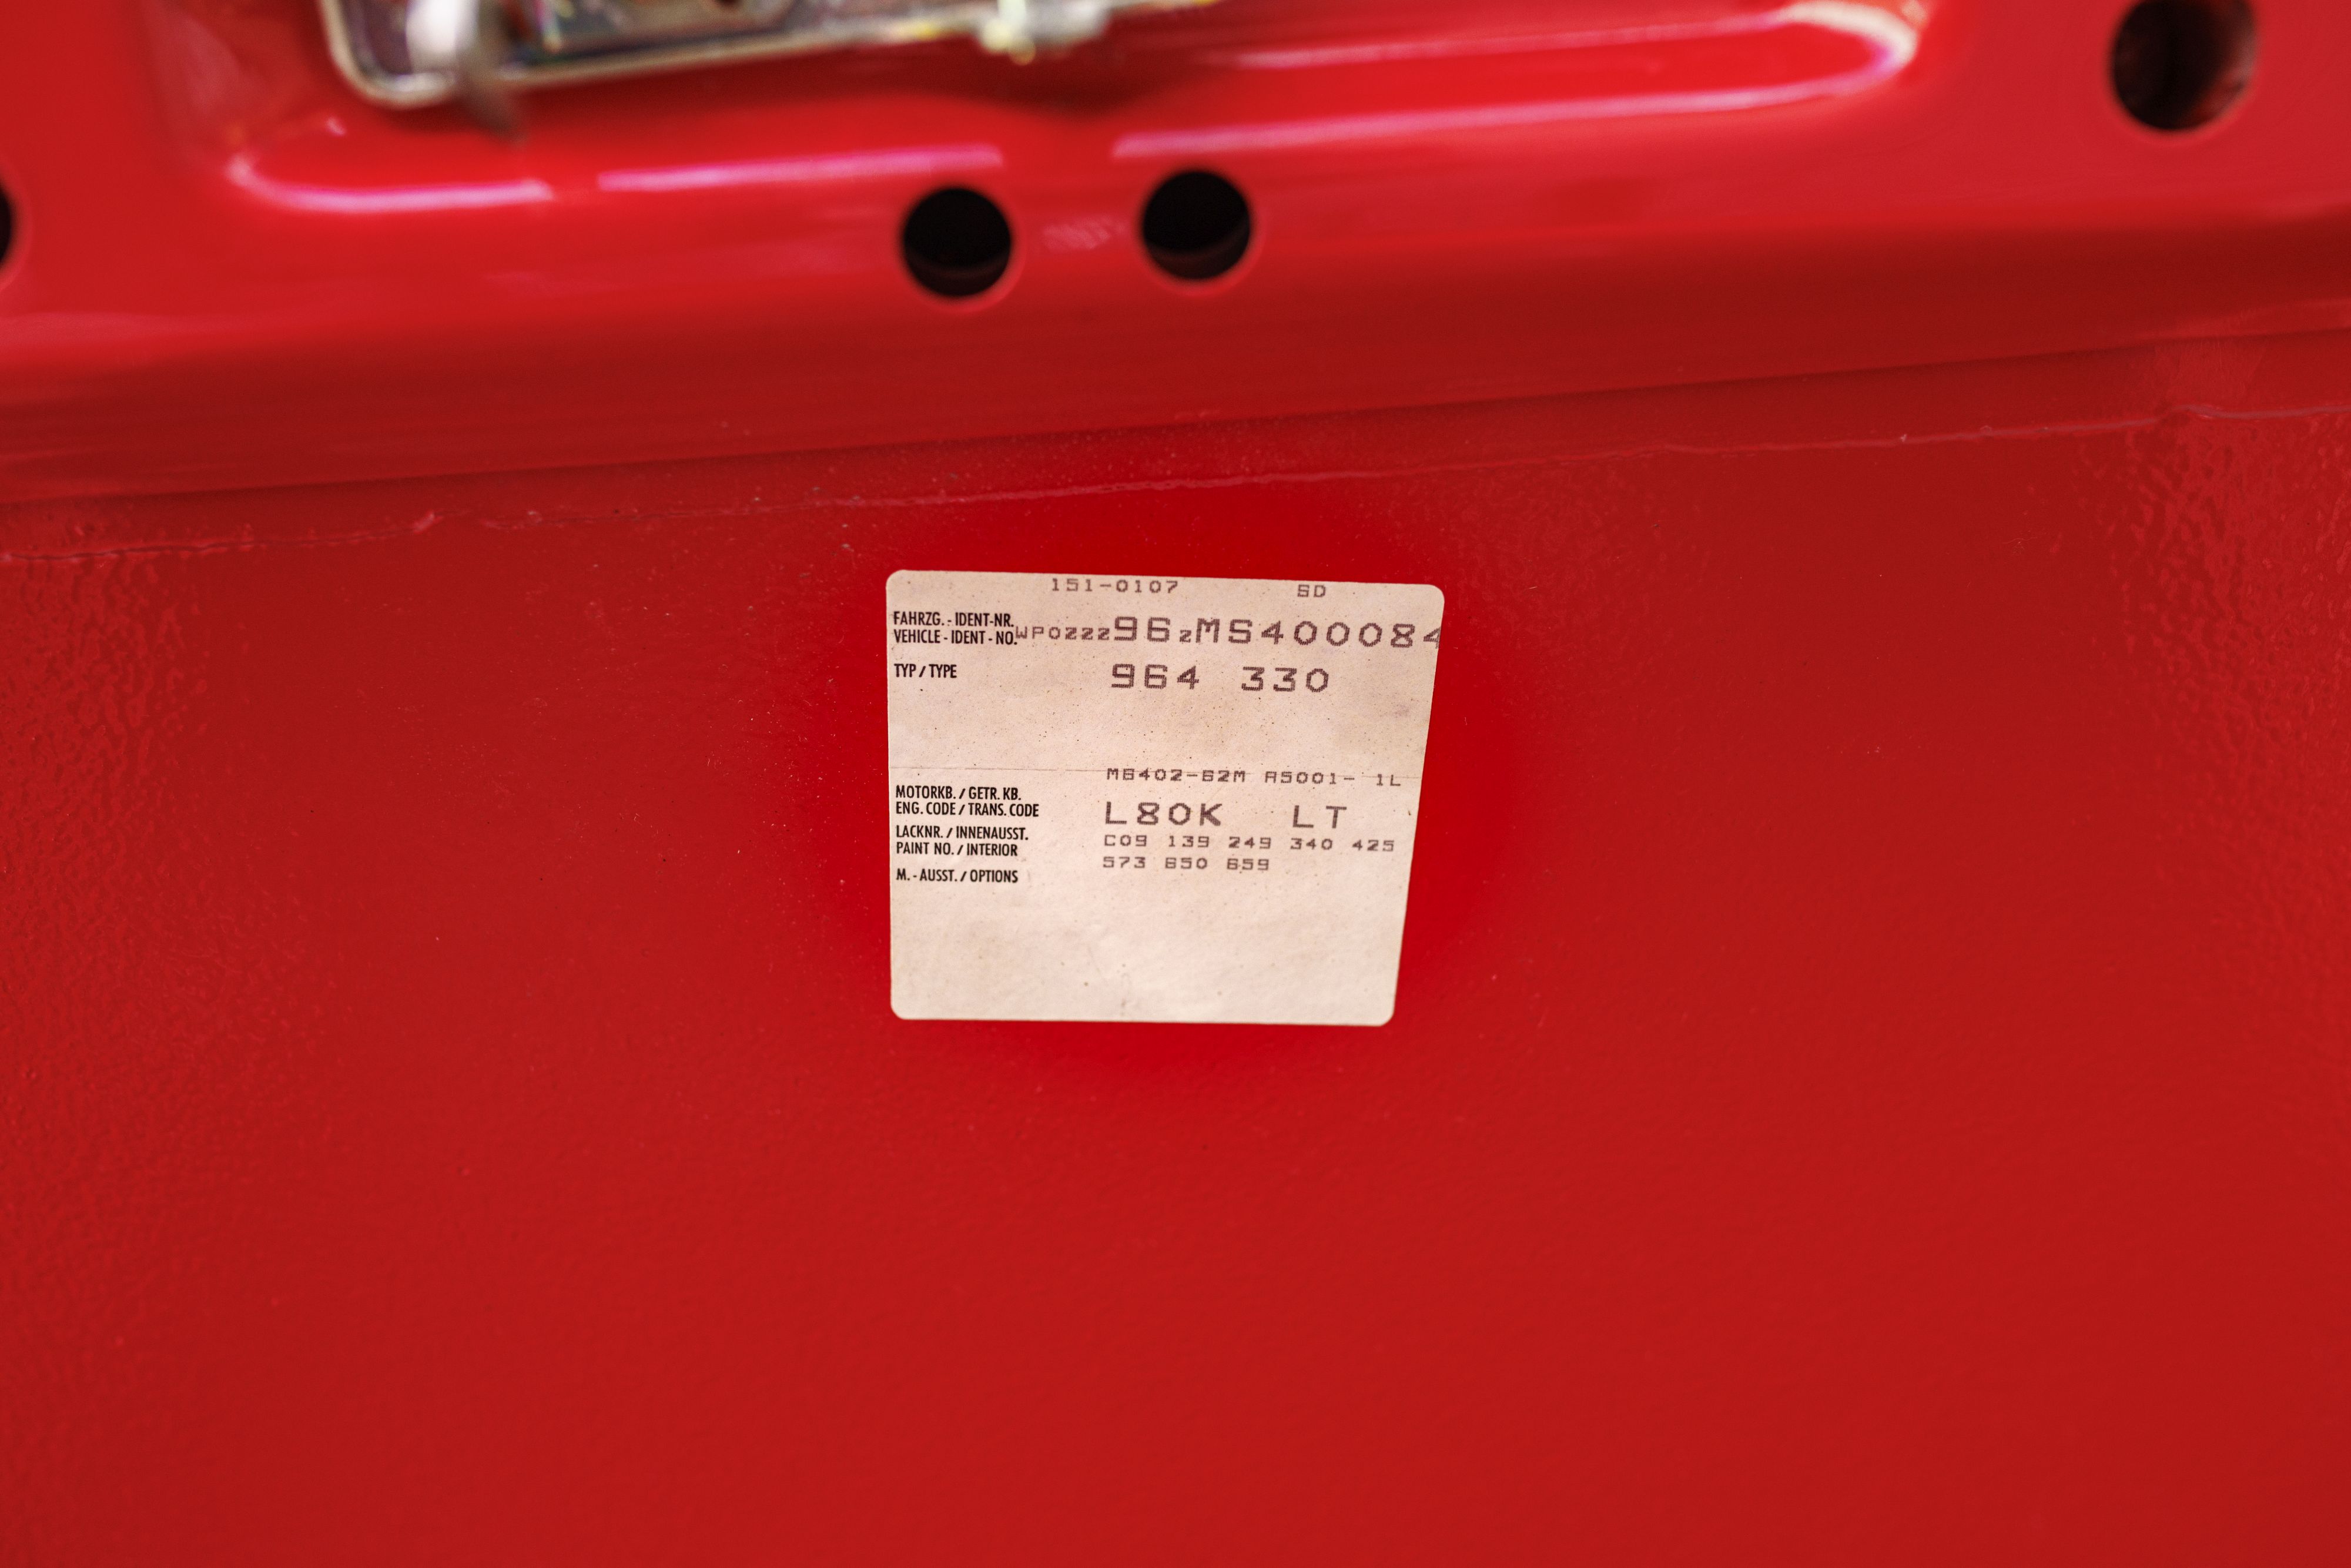 151-0107 SD
FAHRZG. - IDENT-NR.
VEHICLE - IDENT - NO. WP0ZZZ96ZMS400084
TYP / TYPE 964 330
M6402-62M A5001- 1L
MOTORKB. / GETR. KB.
ENG. CODE / TRANS. CODE L80K LT
LACKNR. / INNENAUSST. C09 139 249 340 425
PAINT NO. / INTERIOR 573 650 659
M. - AUSST. / OPTIONS